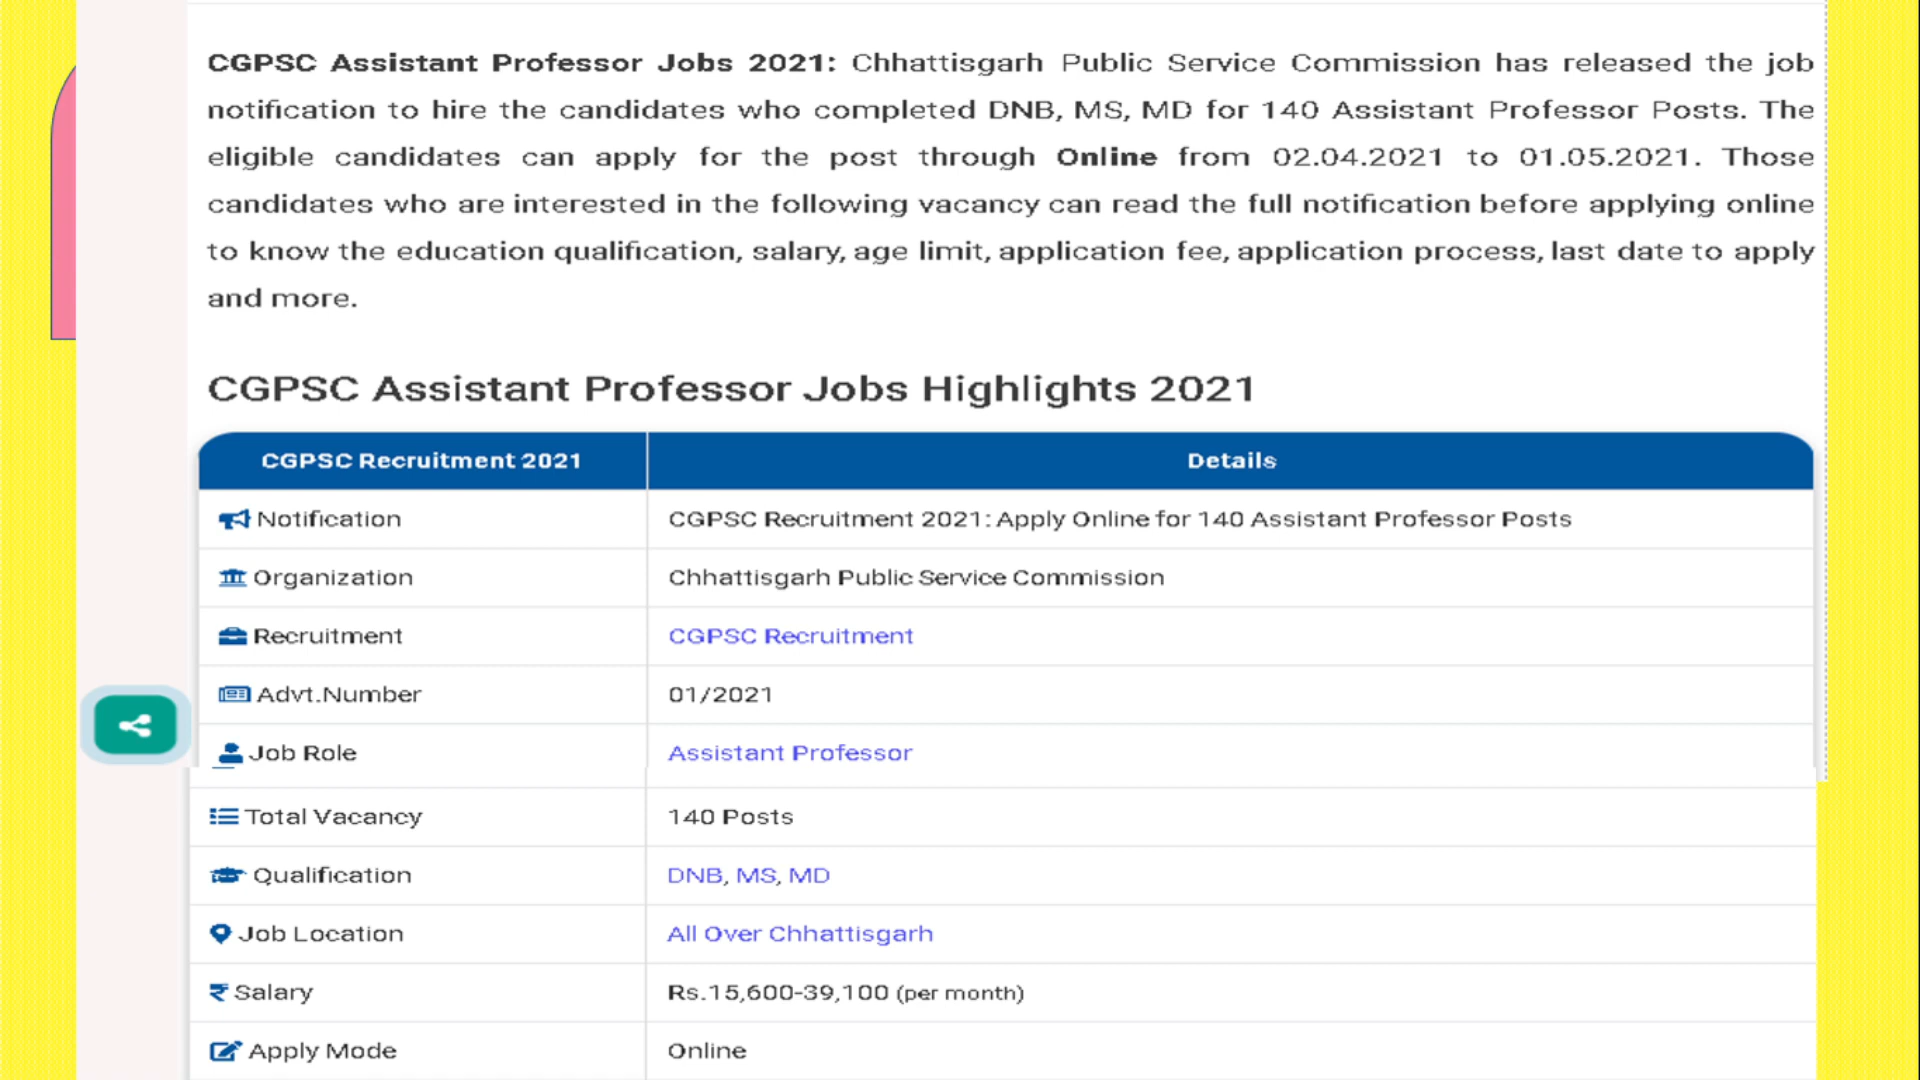 CGPSC Assistant Professor Jobs 2021: Chhattisgarh Public Service Commission has released the job
notification to hire the candidates who completed DNB, MS, MD for 140 Assistant Professor Posts. The
eligible candidates can apply for the post through Online from 02.04.2021 to 01.05.2021. Those
candidates who are interested in the following vacancy can read the full notification before applying online
to know the education qualification, salary, age limit, application fee, application process, last date to apply
and more.
CGPSC Assistant Professor Jobs Highlights 2021
CGPSC Recruitment 2021 Details
Notification CGPSC Recruitment 2021: Apply Online for 140 Assistant Professor Posts
Organization Chhattisgarh Public Service Commission
Recruitment CGPSC Recruitment
Advt.Number 01/2021
Job Role Assistant Professor
Total Vacancy 140 Posts
Qualification DNB, MS, MD
Job Location All Over Chhattisgarh
Salary Rs.15,600-39,100 (per month)
Apply Mode Online